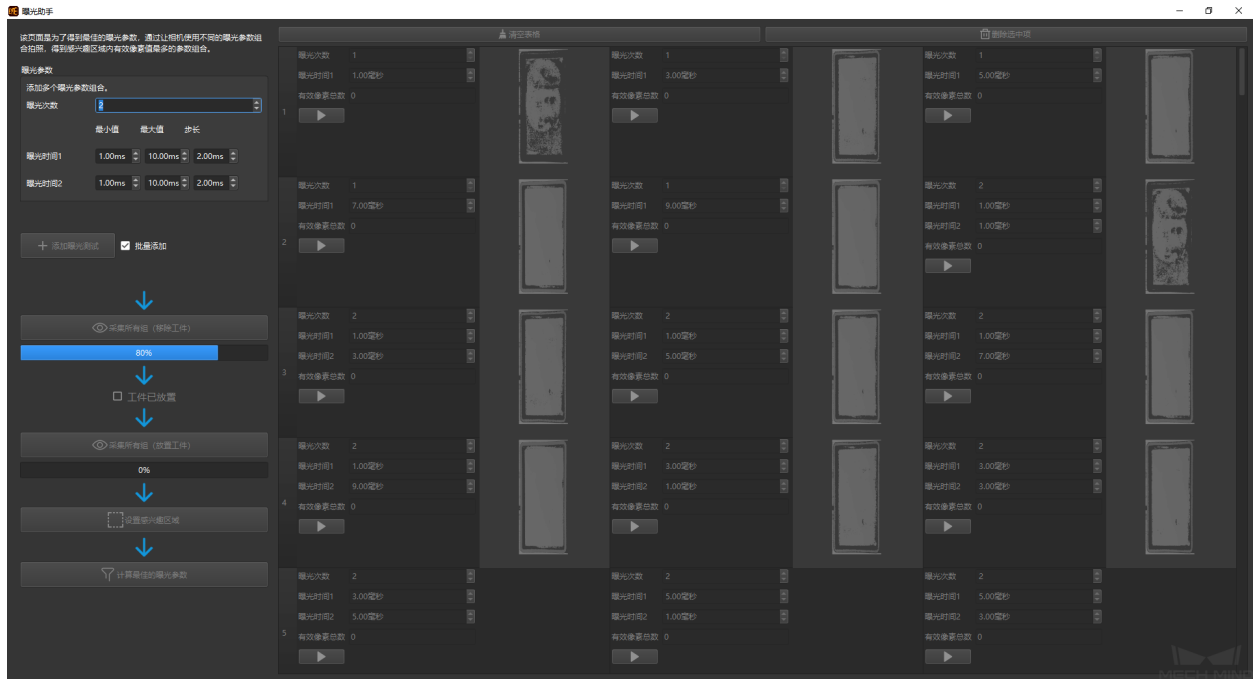 曝光助手
该页面是为了得到最佳的曝光参数，通过让相机使用不同的曝光参数组
合拍照，得到感兴趣区域内有效像素值最多的参数组合。
曝光参数
添加多个曝光参数组合。
曝光次数 2
最小值 最大值 步长
曝光时间1 1.00ms 10.00ms 2.00ms
曝光时间2 1.00ms 10.00ms 2.00ms
添加曝光测试 批量添加
采集所有组（移除工件）
80%
工件已放置
采集所有组（放置工件）
0%
设置感兴趣区域
计算最佳的曝光参数
清空表格 删除选中项
1
曝光次数 1
曝光时间1 1.00毫秒
有效像素总数 0
曝光次数 1
曝光时间1 3.00毫秒
有效像素总数 0
曝光次数 1
曝光时间1 5.00毫秒
有效像素总数 0
2
曝光次数 1
曝光时间1 7.00毫秒
有效像素总数 0
曝光次数 1
曝光时间1 9.00毫秒
有效像素总数 0
曝光次数 2
曝光时间1 1.00毫秒
曝光时间2 1.00毫秒
有效像素总数 0
3
曝光次数 2
曝光时间1 1.00毫秒
曝光时间2 3.00毫秒
有效像素总数 0
曝光次数 2
曝光时间1 1.00毫秒
曝光时间2 5.00毫秒
有效像素总数 0
曝光次数 2
曝光时间1 1.00毫秒
曝光时间2 7.00毫秒
有效像素总数 0
4
曝光次数 2
曝光时间1 1.00毫秒
曝光时间2 9.00毫秒
有效像素总数 0
曝光次数 2
曝光时间1 3.00毫秒
曝光时间2 1.00毫秒
有效像素总数 0
曝光次数 2
曝光时间1 3.00毫秒
曝光时间2 3.00毫秒
有效像素总数 0
5
曝光次数 2
曝光时间1 3.00毫秒
曝光时间2 5.00毫秒
有效像素总数 0
曝光次数 2
曝光时间1 5.00毫秒
曝光时间2 1.00毫秒
有效像素总数 0
曝光次数 2
曝光时间1 5.00毫秒
曝光时间2 3.00毫秒
有效像素总数 0
MECH MIND